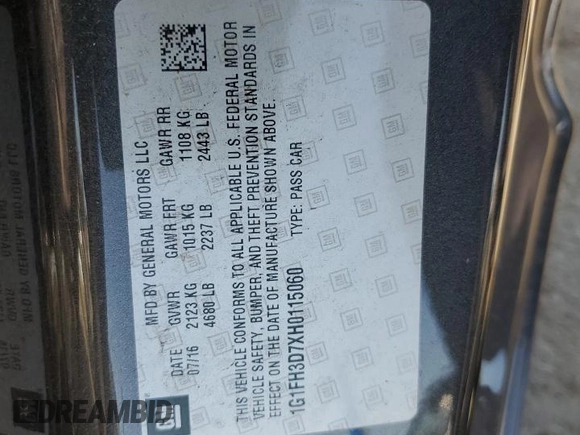 MFD BY GENERAL MOTORS LLC
DATE GVWR GAWR FRT GAWR RR
07/16 2123 KG 1015 KG 1108 KG
4680 LB 2237 LB 2443 LB
THIS VEHICLE CONFORMS TO ALL APPLICABLE U.S. FEDERAL MOTOR
VEHICLE SAFETY, BUMPER, AND THEFT PREVENTION STANDARDS IN
EFFECT ON THE DATE OF MANUFACTURE SHOWN ABOVE.
1G1FH3D7XH0115060 TYPE: PASS CAR
GM
DREAMBID